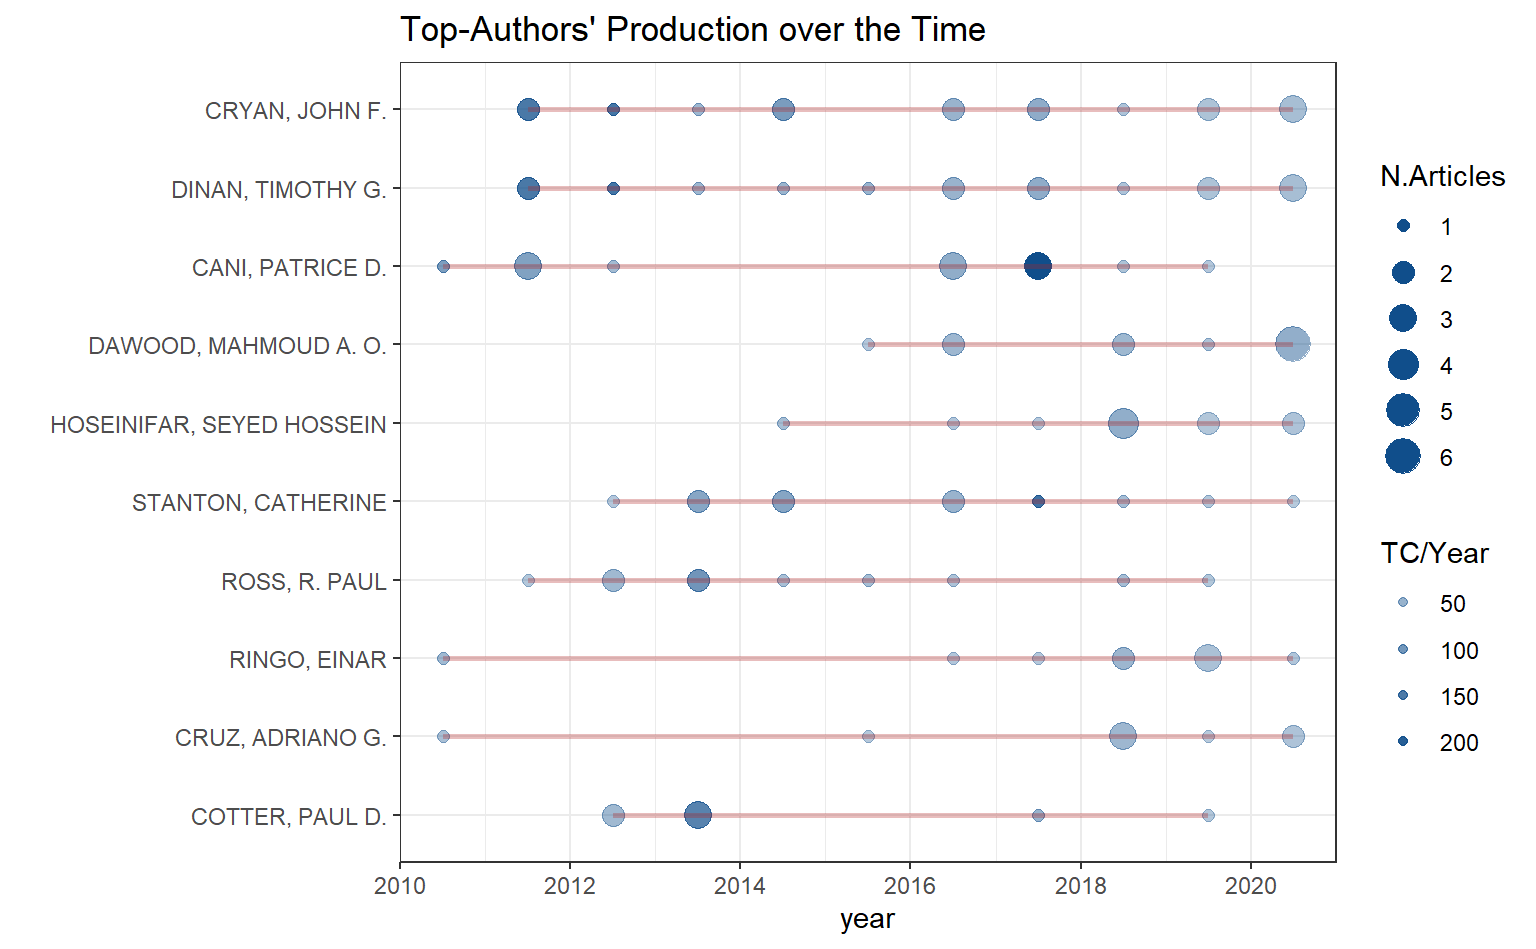 Top-Authors' Production over the Time
CRYAN, JOHN F.
DINAN, TIMOTHY G.
CANI, PATRICE D.
DAWOOD, MAHMOUD A. O.
HOSEINIFAR, SEYED HOSSEIN
STANTON, CATHERINE
ROSS, R. PAUL
RINGO, EINAR
CRUZ, ADRIANO G.
COTTER, PAUL D.
2010 2012 2014 2016 2018 2020
year
N.Articles
1
2
3
4
5
6
TC/Year
50
100
150
200